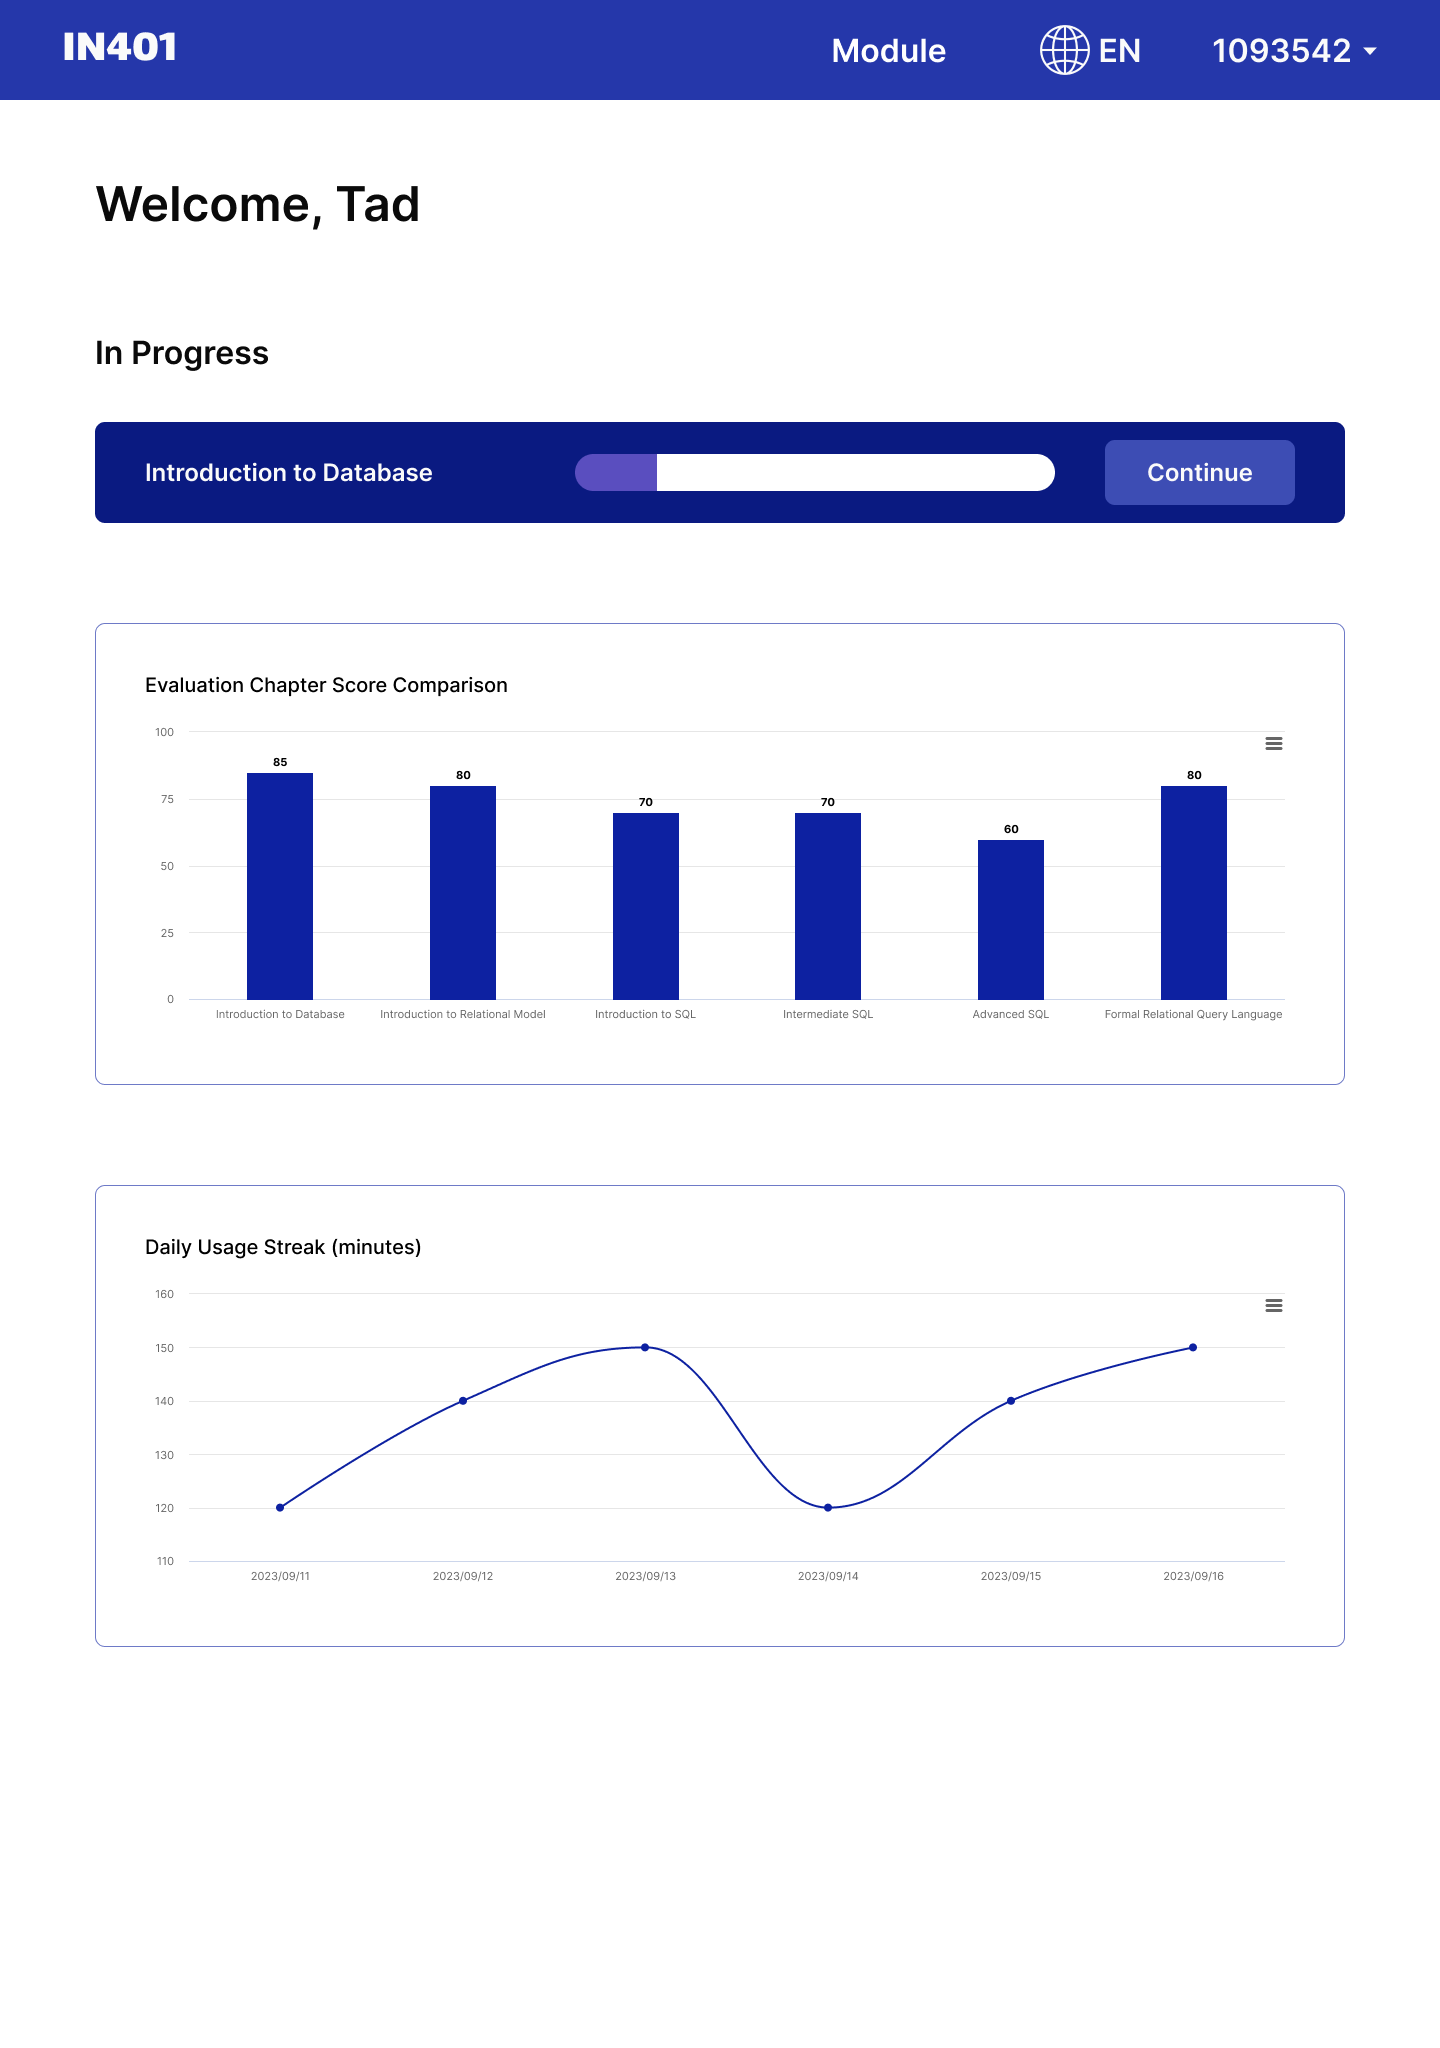 IN401
Module
EN
1093542
Welcome, Tad
In Progress
Introduction to Database
Continue
Evaluation Chapter Score Comparison
100
75
50
25
0
85
80
70
70
60
80
Introduction to Database
Introduction to Relational Model
Introduction to SQL
Intermediate SQL
Advanced SQL
Formal Relational Query Language
Daily Usage Streak (minutes)
160
150
140
130
120
110
2023/09/11
2023/09/12
2023/09/13
2023/09/14
2023/09/15
2023/09/16